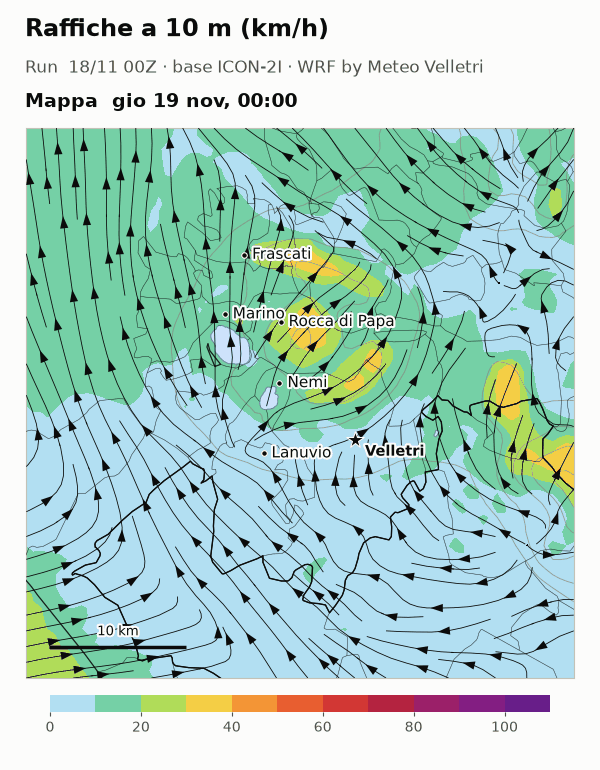 Raffiche a 10 m (km/h)
Run  18/11 00Z · base ICON-2I · WRF by Meteo Velletri
Mappa  gio 19 nov, 00:00
Frascati
Marino
Rocca di Papa
Nemi
Lanuvio
Velletri
10 km
0 20 40 60 80 100